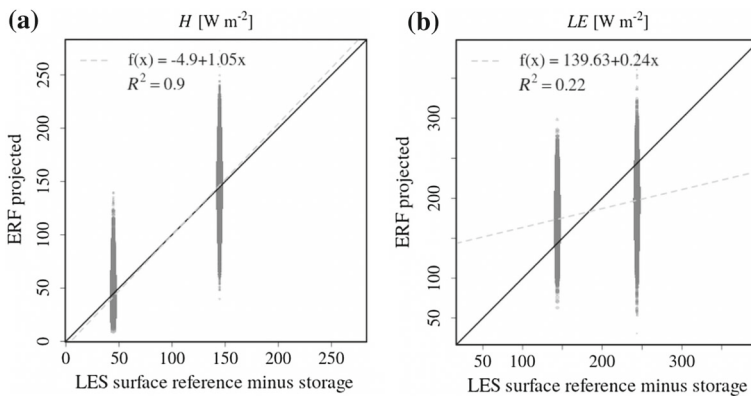 (a)
H [W m-2]
f(x) = -4.9+1.05x
R2 = 0.9
ERF projected
250
200
150
100
50
0
0 50 100 150 200 250
LES surface reference minus storage
(b)
LE [W m-2]
f(x) = 139.63+0.24x
R2 = 0.22
ERF projected
300
200
100
50
50 100 200 300
LES surface reference minus storage